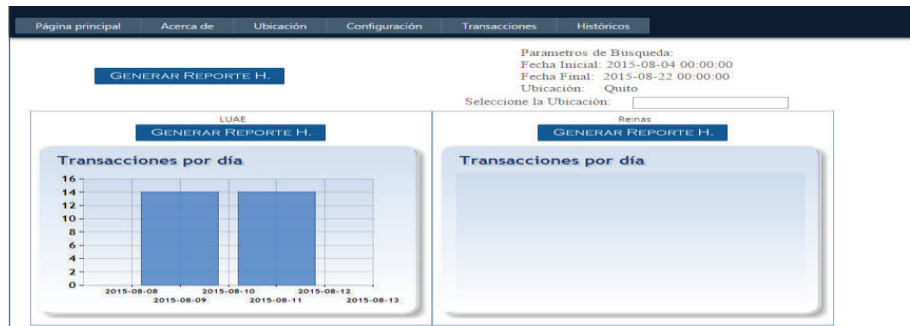 Página principal Acerca de Ubicación Configuración Transacciones Históricos
Parametros de Busqueda:
Fecha Inicial: 2015-08-04 00:00:00
Fecha Final: 2015-08-22 00:00:00
Ubicación: Quito
Seleccione la Ubicación:
GENERAR REPORTE H.
LUAE
GENERAR REPORTE H.
Transacciones por día
16
14
12
10
8
6
4
2
0
2015-08-08 2015-08-10 2015-08-12
2015-08-09 2015-08-11 2015-08-13
Reinas
GENERAR REPORTE H.
Transacciones por día